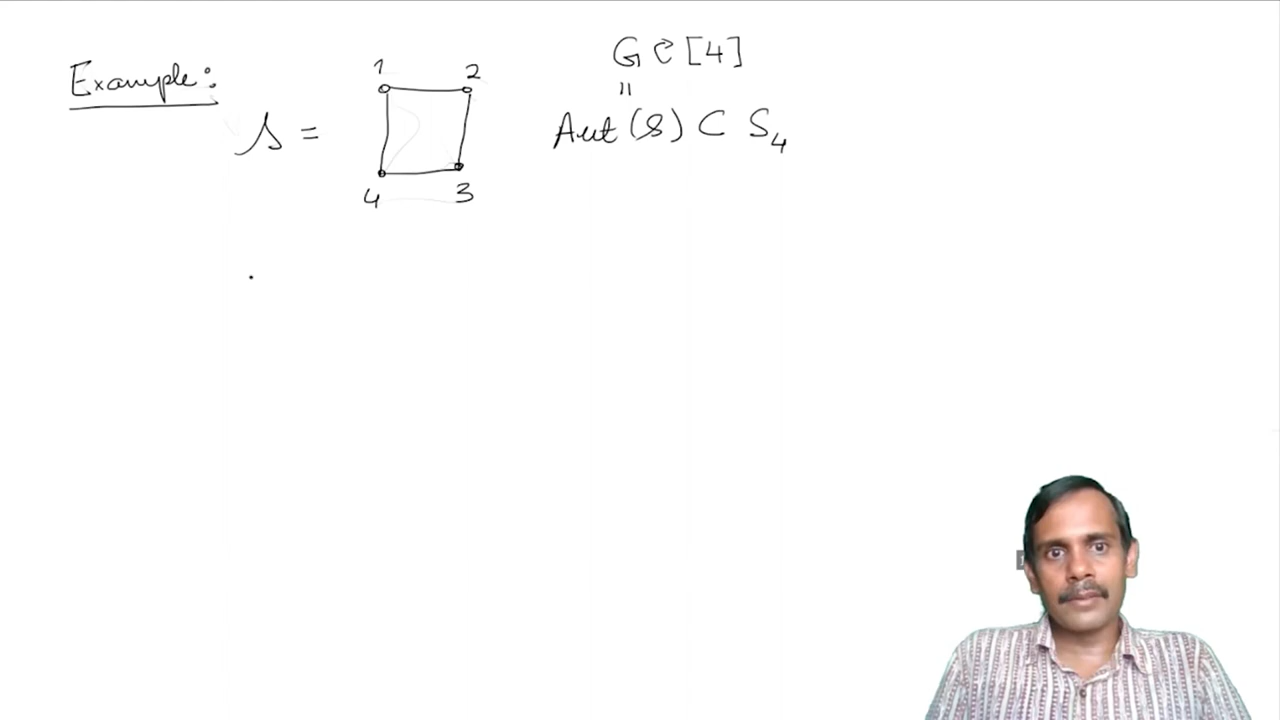 Example:
1 2
G ↻ [4]
"
s =
Aut(s) ⊂ S₄
4 3